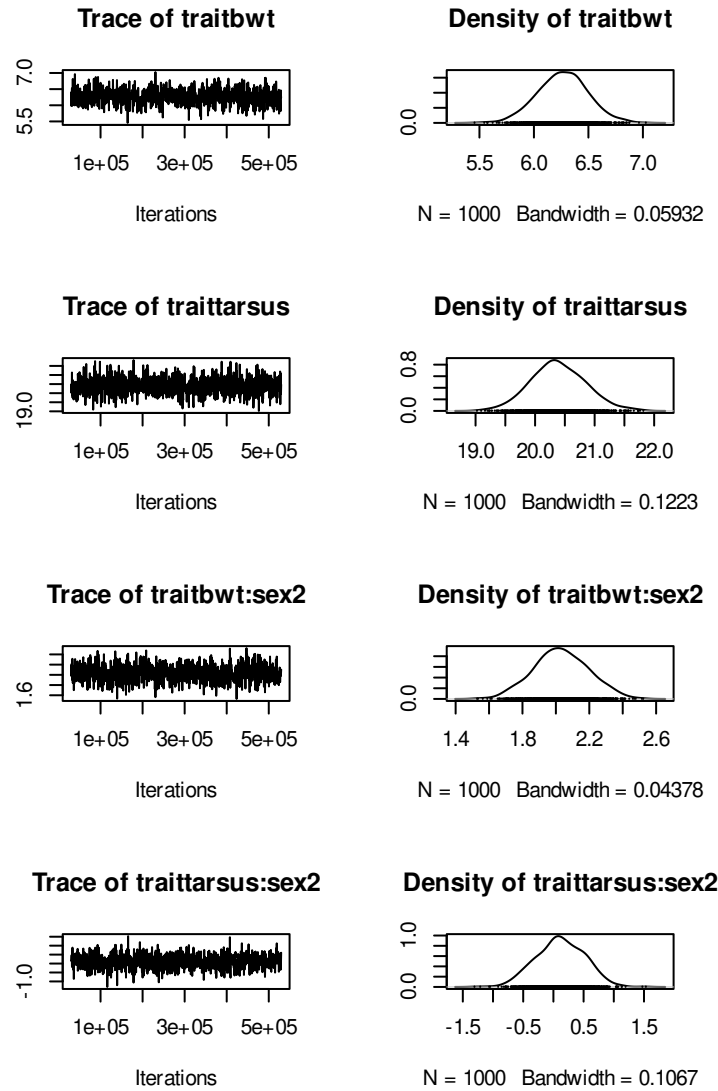 Trace of traitbwt
Density of traitbwt
7.0
5.5
0.0
1e+05 3e+05 5e+05
5.5 6.0 6.5 7.0
Iterations
N = 1000 Bandwidth = 0.05932
Trace of traittarsus
Density of traittarsus
19.0
0.8
0.0
1e+05 3e+05 5e+05
19.0 20.0 21.0 22.0
Iterations
N = 1000 Bandwidth = 0.1223
Trace of traitbwt:sex2
Density of traitbwt:sex2
1.6
0.0
1e+05 3e+05 5e+05
1.4 1.8 2.2 2.6
Iterations
N = 1000 Bandwidth = 0.04378
Trace of traittarsus:sex2
Density of traittarsus:sex2
-1.0
1.0
0.0
1e+05 3e+05 5e+05
-1.5 -0.5 0.5 1.5
Iterations
N = 1000 Bandwidth = 0.1067